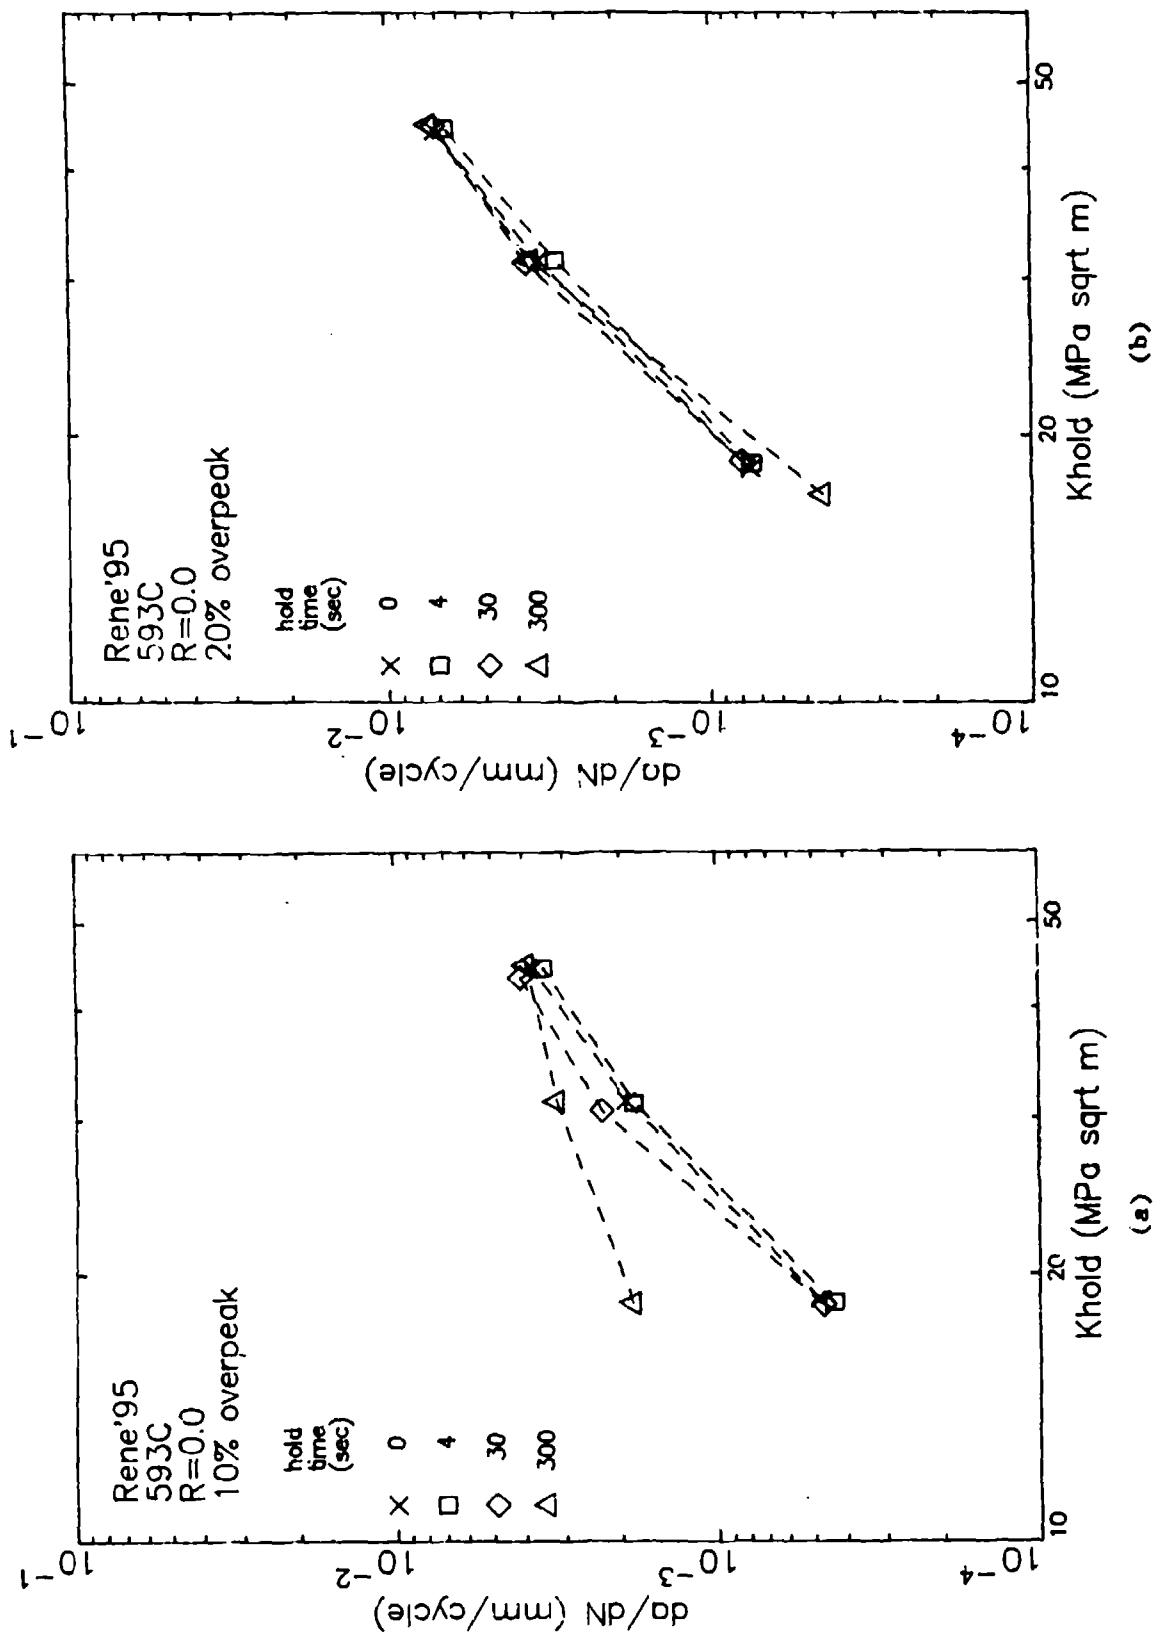 Rene'95
593C
R=0.0
10% overpeak
hold
time
(sec)
0
4
30
300
10⁻¹
10⁻²
10⁻³
10⁻⁴
da/dN (mm/cycle)
10
20
50
Khold (MPa sqrt m)
(a)
Rene'95
593C
R=0.0
20% overpeak
hold
time
(sec)
0
4
30
300
10⁻¹
10⁻²
10⁻³
10⁻⁴
da/dN (mm/cycle)
10
20
50
Khold (MPa sqrt m)
(b)